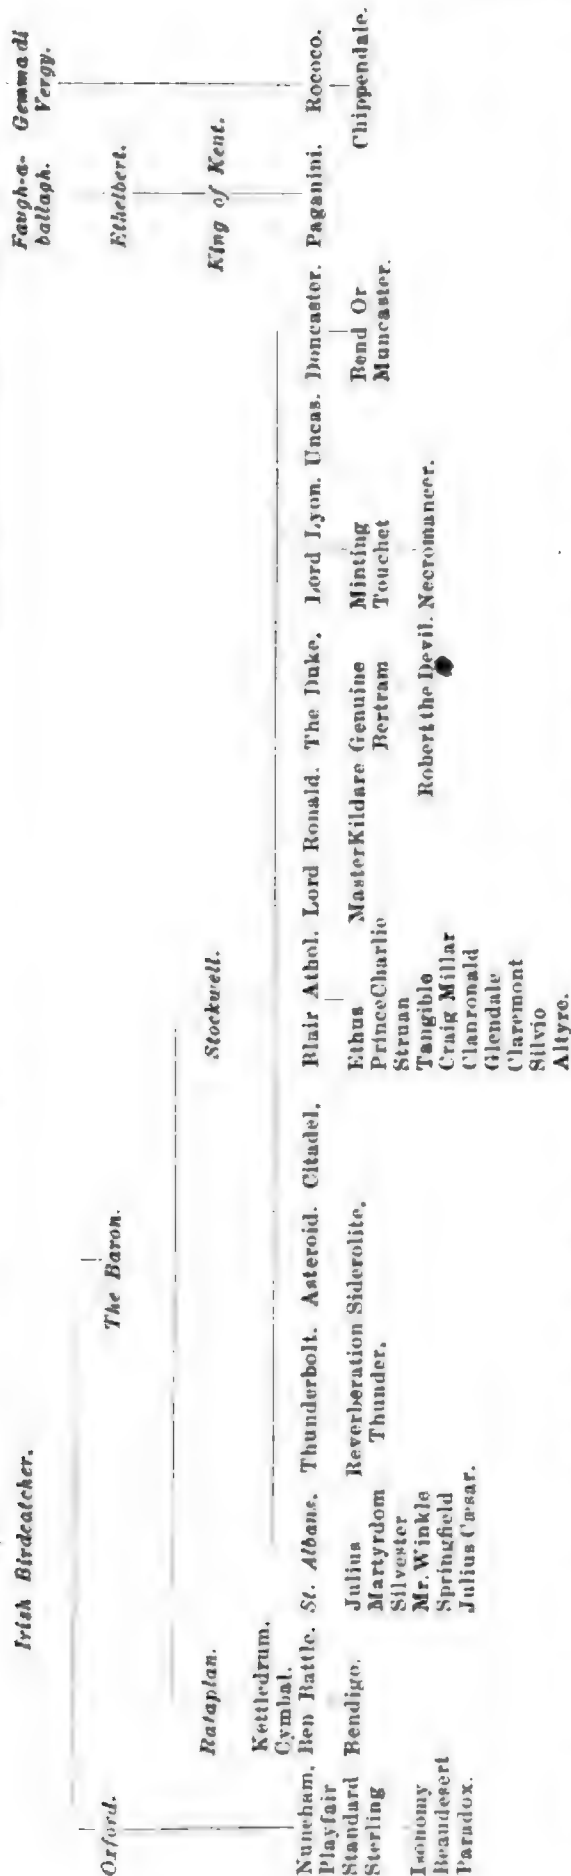 Irish Birdcatcher.
Faugh-a-
ballagh.
Gemma di
Vergy.
Oxford.
The Baron.
Ethelbert.
Rataplan.
Stockwell.
King of Kent.
Kettledrum.
Cymbal.
Nuneham. Ben Battle. St. Albans. Thunderbolt. Asteroid. Citadel. Blair Athol. Lord Ronald. The Duke. Lord Lyon. Uncas. Doncaster. Paganini. Rococo.
Playfair
Standard
Sterling
Isonomy
Beaudesert
Paradox.
Bendigo.
Julius
Martyrdom
Silvester
Mr. Winkle
Springfield
Julius Cæsar.
Reverberation Siderolite.
Thunder.
Ethus
Prince Charlie
Struan
Tangible
Craig Millar
Clanronald
Glendale
Claremont
Silvio
Altyre.
Master Kildare
Genuine
Bertram
Robert the Devil. Necromancer.
Minting
Touchet
Bend Or
Muncaster.
Chippendale.